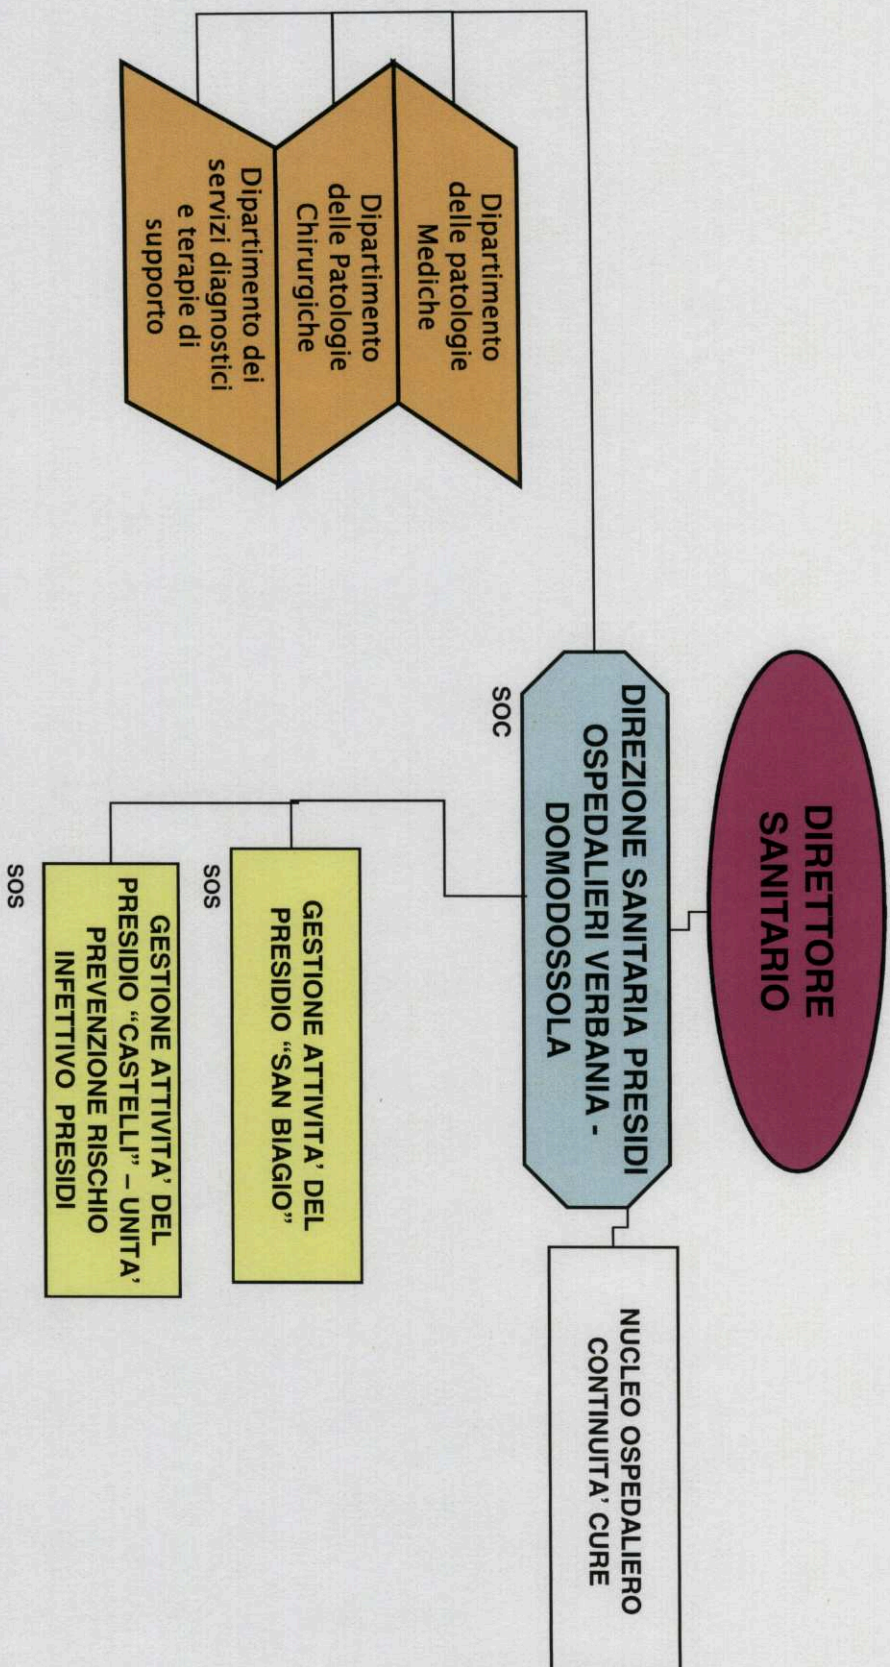 DIRETTORE
SANITARIO
DIREZIONE SANITARIA PRESIDI
OSPEDALIERI VERBANIA -
DOMODOSSOLA
SOC
NUCLEO OSPEDALIERO
CONTINUITA' CURE
Dipartimento
delle patologie
Mediche
Dipartimento
delle Patologie
Chirurgiche
Dipartimento dei
servizi diagnostici
e terapie di
supporto
GESTIONE ATTIVITA' DEL
PRESIDIO “SAN BIAGIO”
SOS
GESTIONE ATTIVITA' DEL
PRESIDIO “CASTELLI” – UNITA'
PREVENZIONE RISCHIO
INFETTIVO PRESIDI
SOS